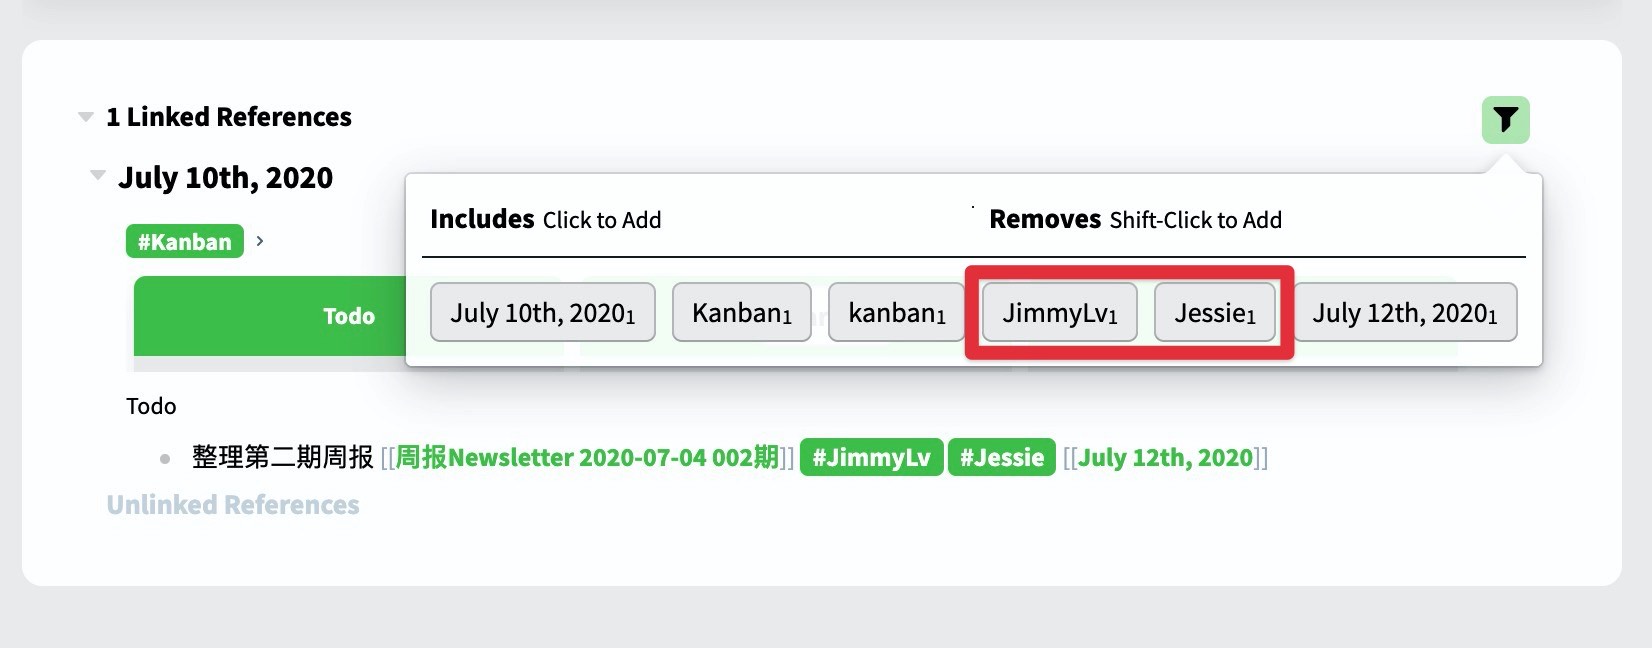 1 Linked References
July 10th, 2020
#Kanban
Includes Click to Add
Removes Shift-Click to Add
July 10th, 2020 1 Kanban 1 kanban 1 JimmyLv 1 Jessie 1 July 12th, 2020 1
Todo
Todo
整理第二期周报 [[周报Newsletter 2020-07-04 002期]] #JimmyLv #Jessie [[July 12th, 2020]]
Unlinked References